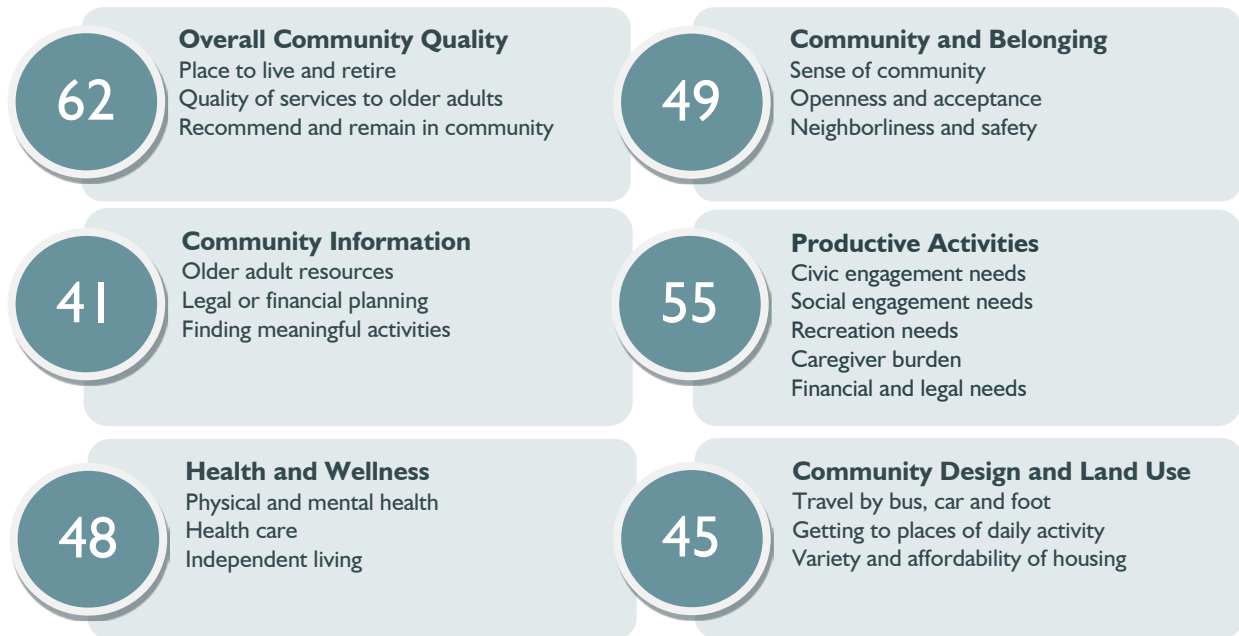 62
Overall Community Quality
Place to live and retire
Quality of services to older adults
Recommend and remain in community
49
Community and Belonging
Sense of community
Openness and acceptance
Neighborliness and safety
41
Community Information
Older adult resources
Legal or financial planning
Finding meaningful activities
55
Productive Activities
Civic engagement needs
Social engagement needs
Recreation needs
Caregiver burden
Financial and legal needs
48
Health and Wellness
Physical and mental health
Health care
Independent living
45
Community Design and Land Use
Travel by bus, car and foot
Getting to places of daily activity
Variety and affordability of housing